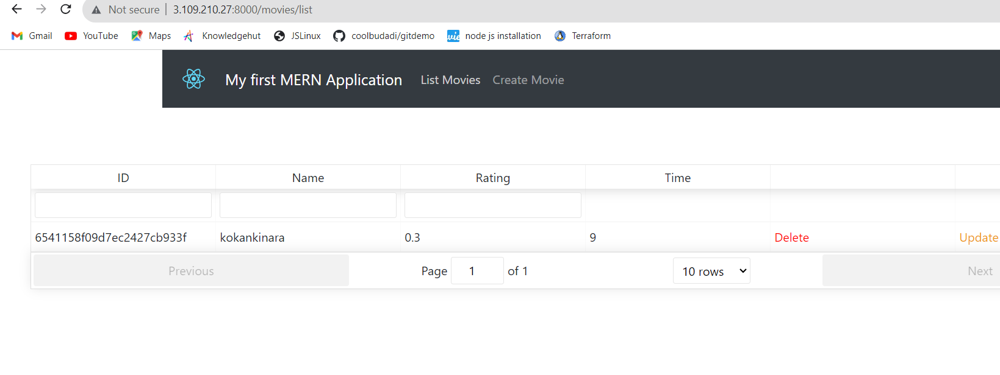 Not secure | 3.109.210.27:8000/movies/list
Gmail YouTube Maps Knowledgehut JSLinux coolbudadi/gitdemo node js installation Terraform
My first MERN Application List Movies Create Movie
ID Name Rating Time
6541158f09d7ec2427cb933f kokankinara 0.3 9 Delete Update
Previous Page 1 of 1 10 rows Next